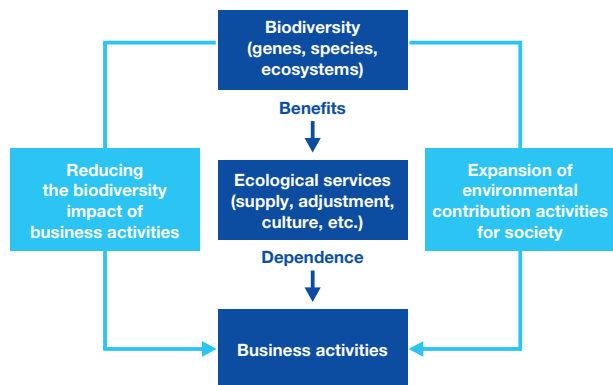 Biodiversity
(genes, species,
ecosystems)
Benefits
Reducing
the biodiversity
impact of
business activities
Ecological services
(supply, adjustment,
culture, etc.)
Expansion of
environmental
contribution activities
for society
Dependence
Business activities